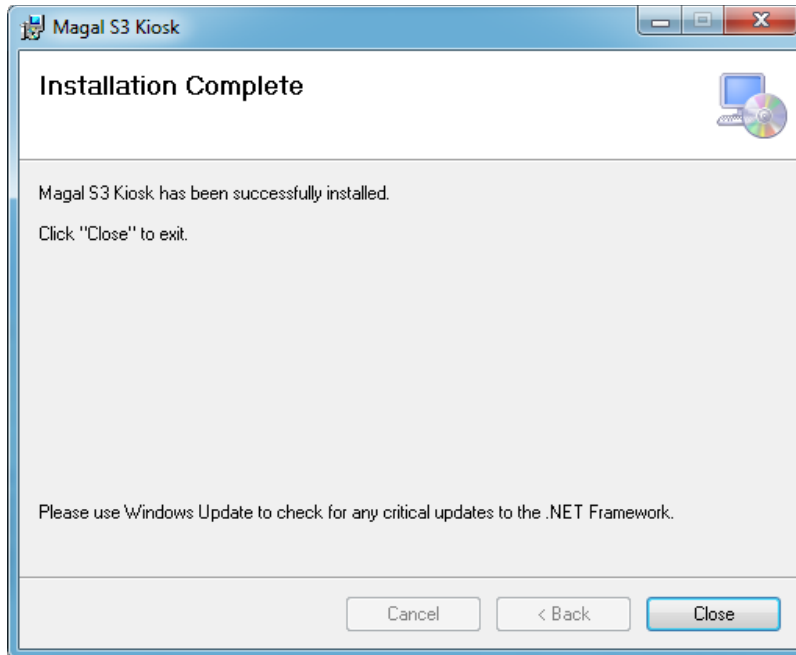 Magal S3 Kiosk
Installation Complete
Magal S3 Kiosk has been successfully installed.
Click "Close" to exit.
Please use Windows Update to check for any critical updates to the .NET Framework.
Cancel
< Back
Close